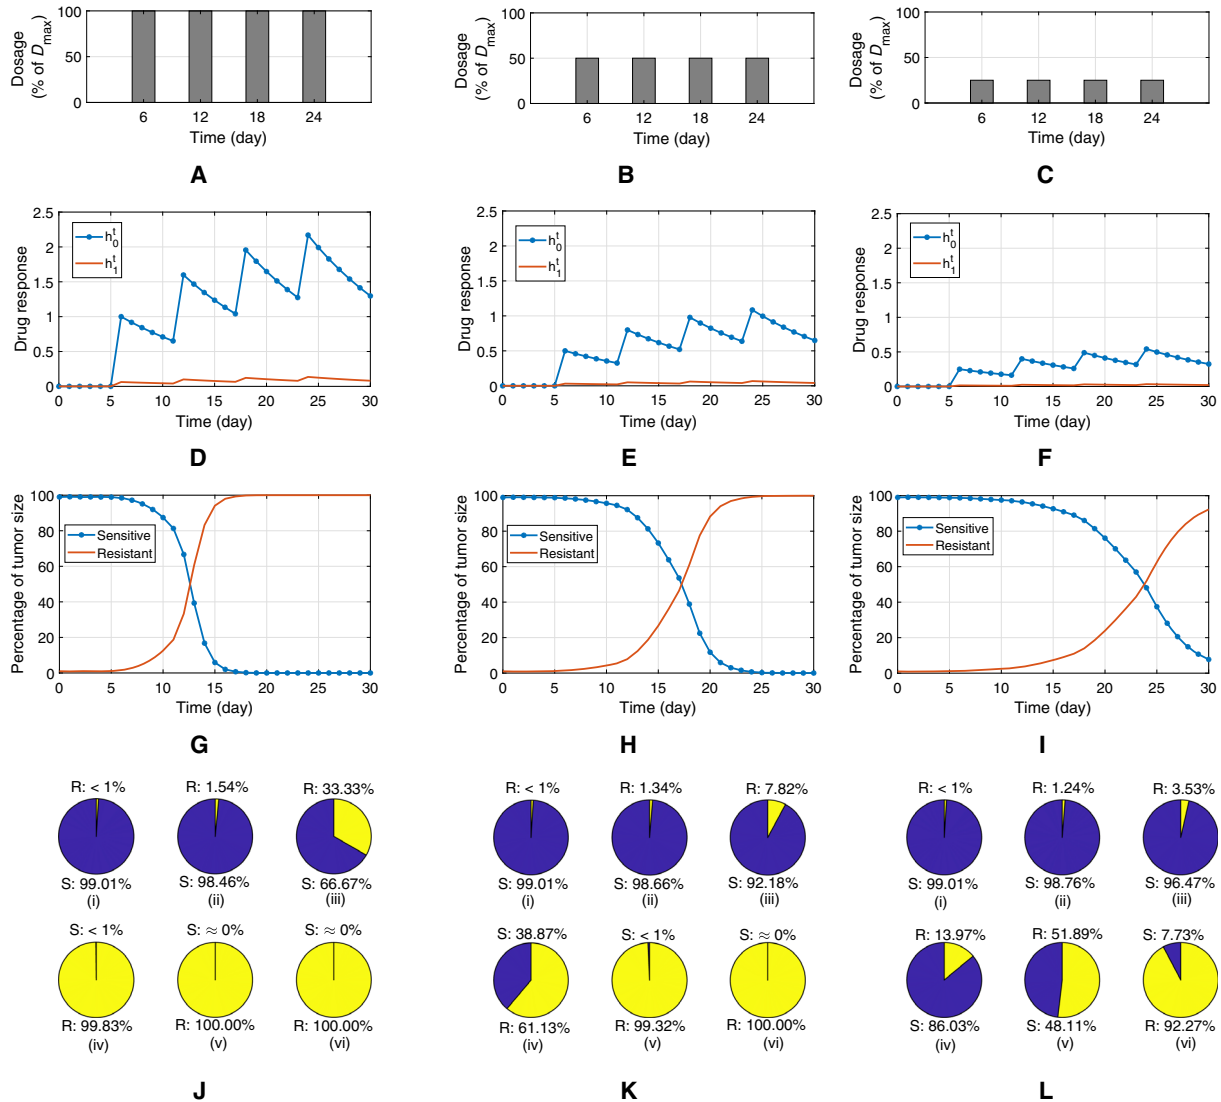 Dosage
(% of D_max)
100
50
0
6 12 18 24
Time (day)
A
Dosage
(% of D_max)
100
50
0
6 12 18 24
Time (day)
B
Dosage
(% of D_max)
100
50
0
6 12 18 24
Time (day)
C
Drug response
2.5
2
1.5
1
0.5
0
h_0^t
h_1^t
0 5 10 15 20 25 30
Time (day)
D
Drug response
2.5
2
1.5
1
0.5
0
h_0^t
h_1^t
0 5 10 15 20 25 30
Time (day)
E
Drug response
2.5
2
1.5
1
0.5
0
h_0^t
h_1^t
0 5 10 15 20 25 30
Time (day)
F
Percentage of tumor size
100
80
60
40
20
0
Sensitive
Resistant
0 5 10 15 20 25 30
Time (day)
G
Percentage of tumor size
100
80
60
40
20
0
Sensitive
Resistant
0 5 10 15 20 25 30
Time (day)
H
Percentage of tumor size
100
80
60
40
20
0
Sensitive
Resistant
0 5 10 15 20 25 30
Time (day)
I
R: < 1% R: 1.54% R: 33.33%
S: 99.01% S: 98.46% S: 66.67%
(i) (ii) (iii)
S: < 1% S: ≈ 0% S: ≈ 0%
R: 99.83% R: 100.00% R: 100.00%
(iv) (v) (vi)
J
R: < 1% R: 1.34% R: 7.82%
S: 99.01% S: 98.66% S: 92.18%
(i) (ii) (iii)
S: 38.87% S: < 1% S: ≈ 0%
R: 61.13% R: 99.32% R: 100.00%
(iv) (v) (vi)
K
R: < 1% R: 1.24% R: 3.53%
S: 99.01% S: 98.76% S: 96.47%
(i) (ii) (iii)
R: 13.97% R: 51.89% S: 7.73%
S: 86.03% S: 48.11% R: 92.27%
(iv) (v) (vi)
L